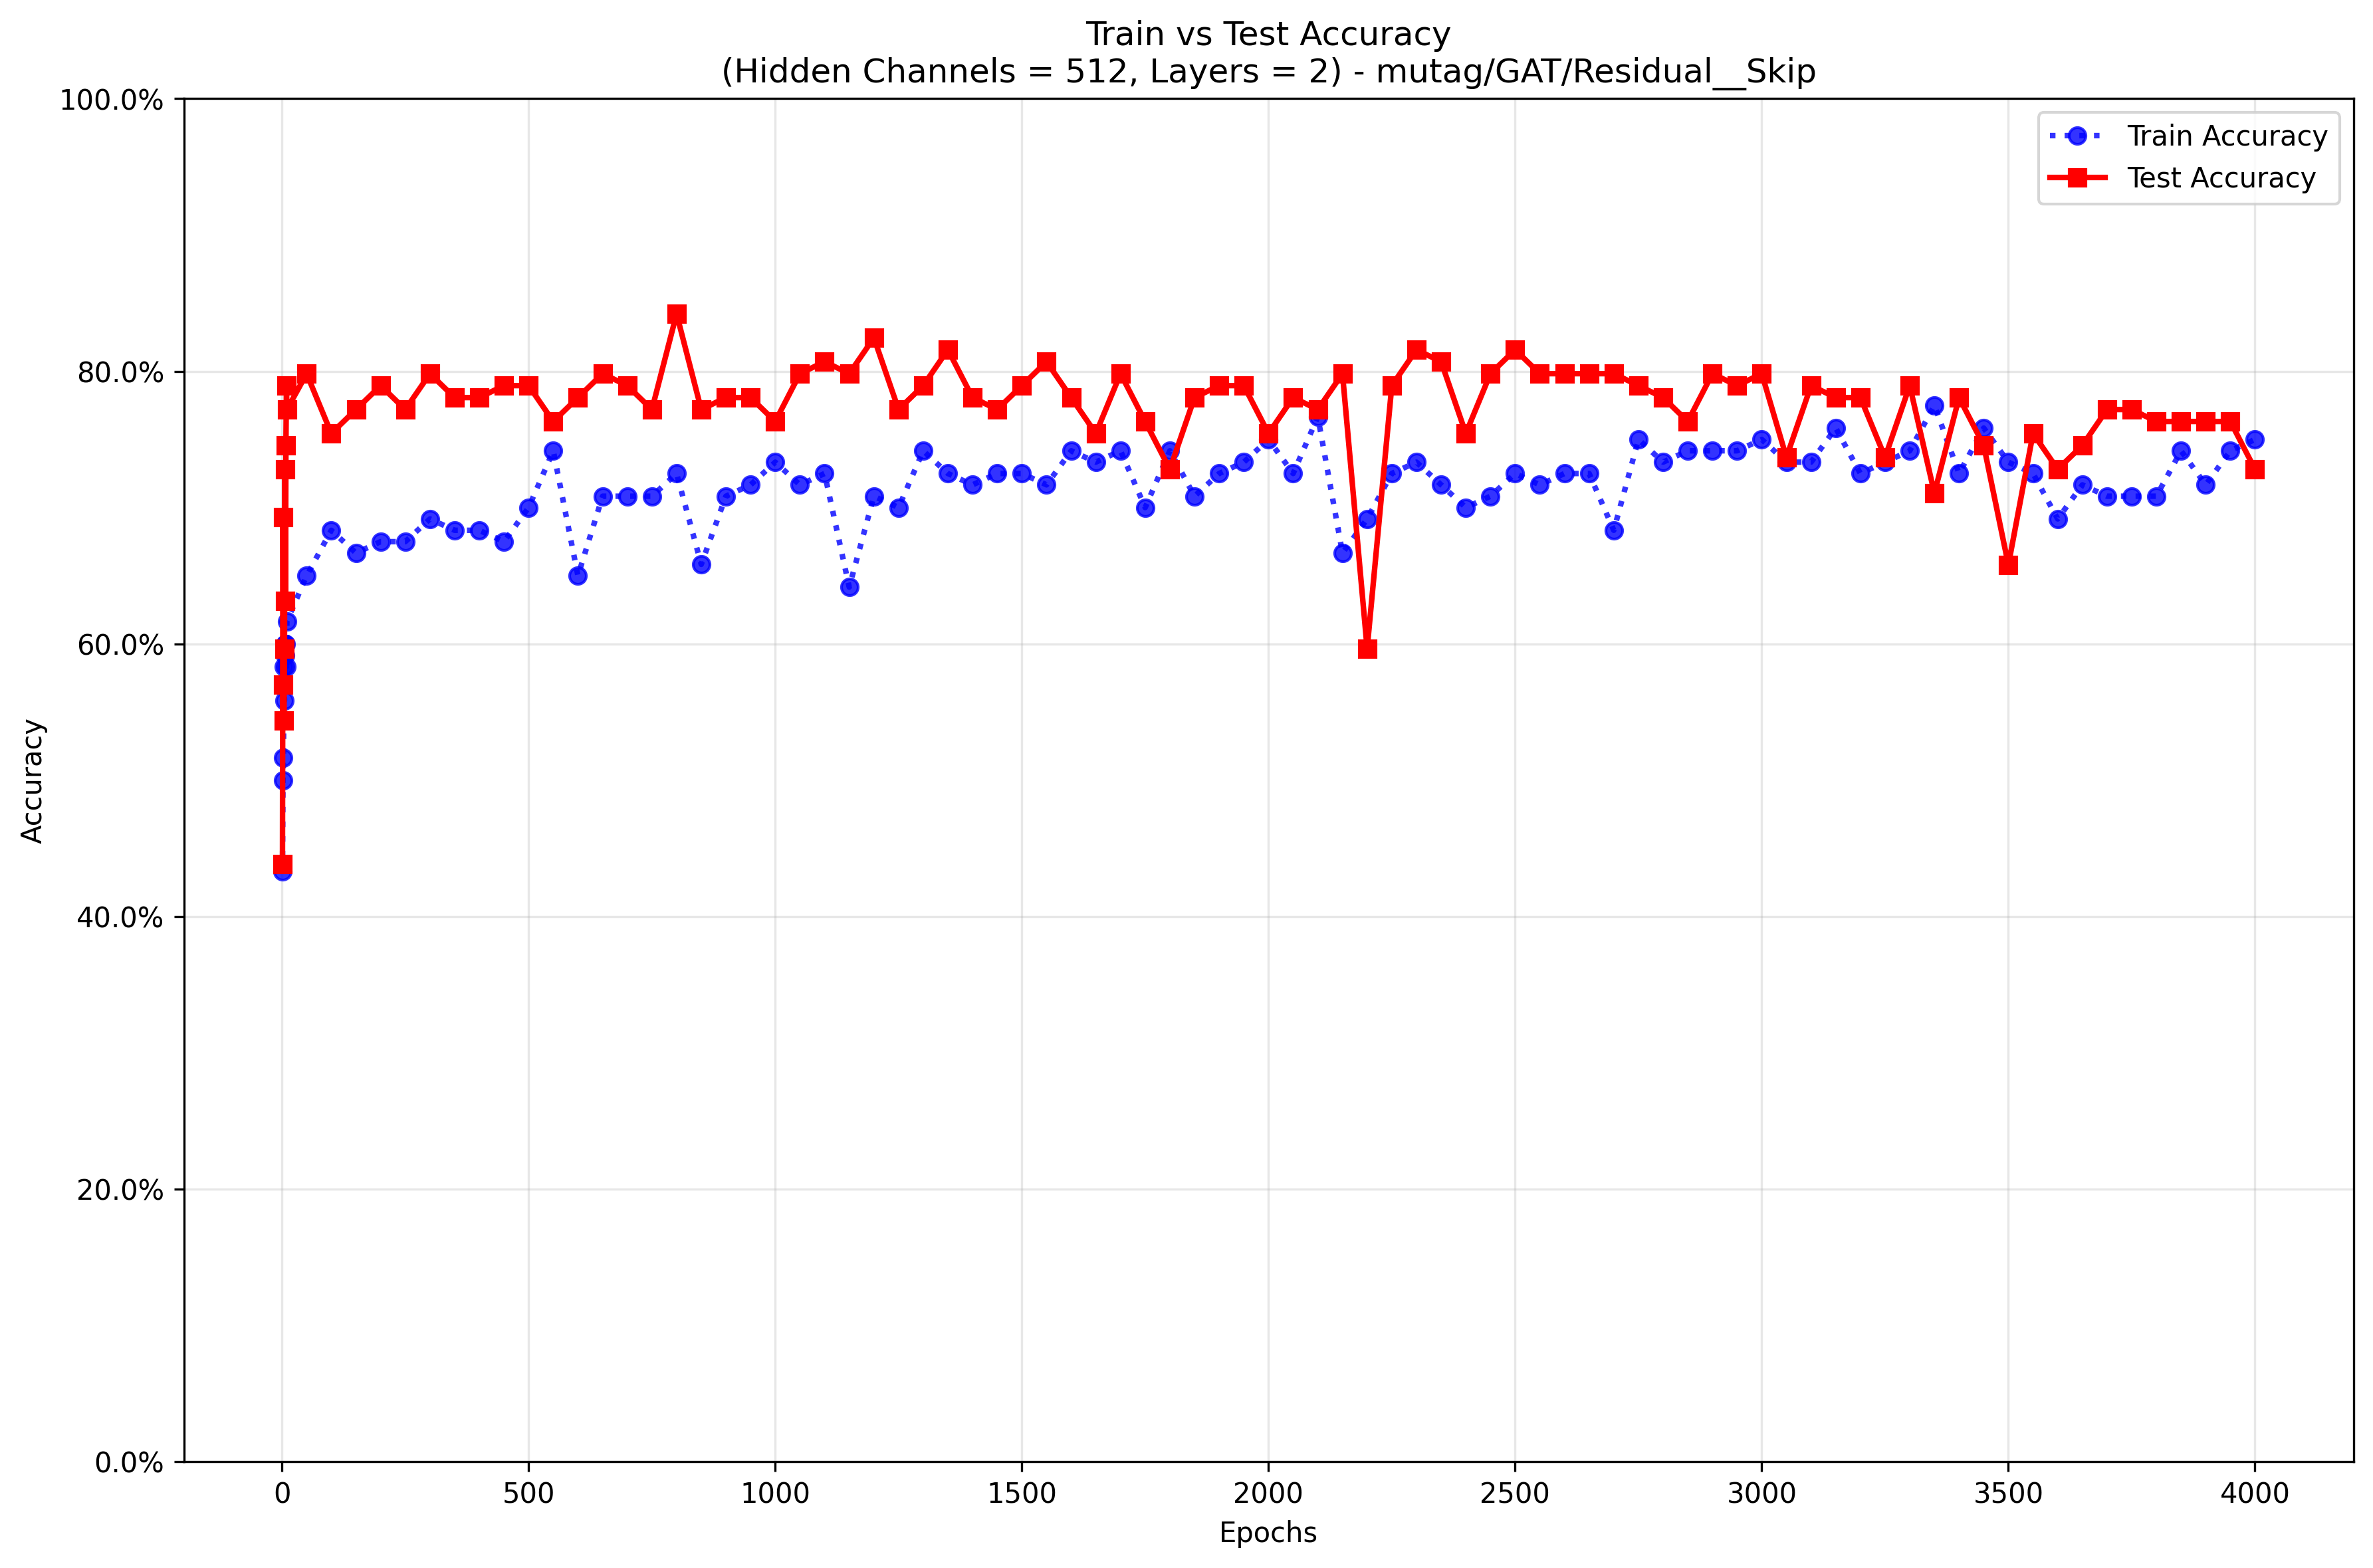 Train vs Test Accuracy
(Hidden Channels = 512, Layers = 2) - mutag/GAT/Residual__Skip
100.0%
80.0%
60.0%
40.0%
20.0%
0.0%
Accuracy
Train Accuracy
Test Accuracy
0 500 1000 1500 2000 2500 3000 3500 4000
Epochs